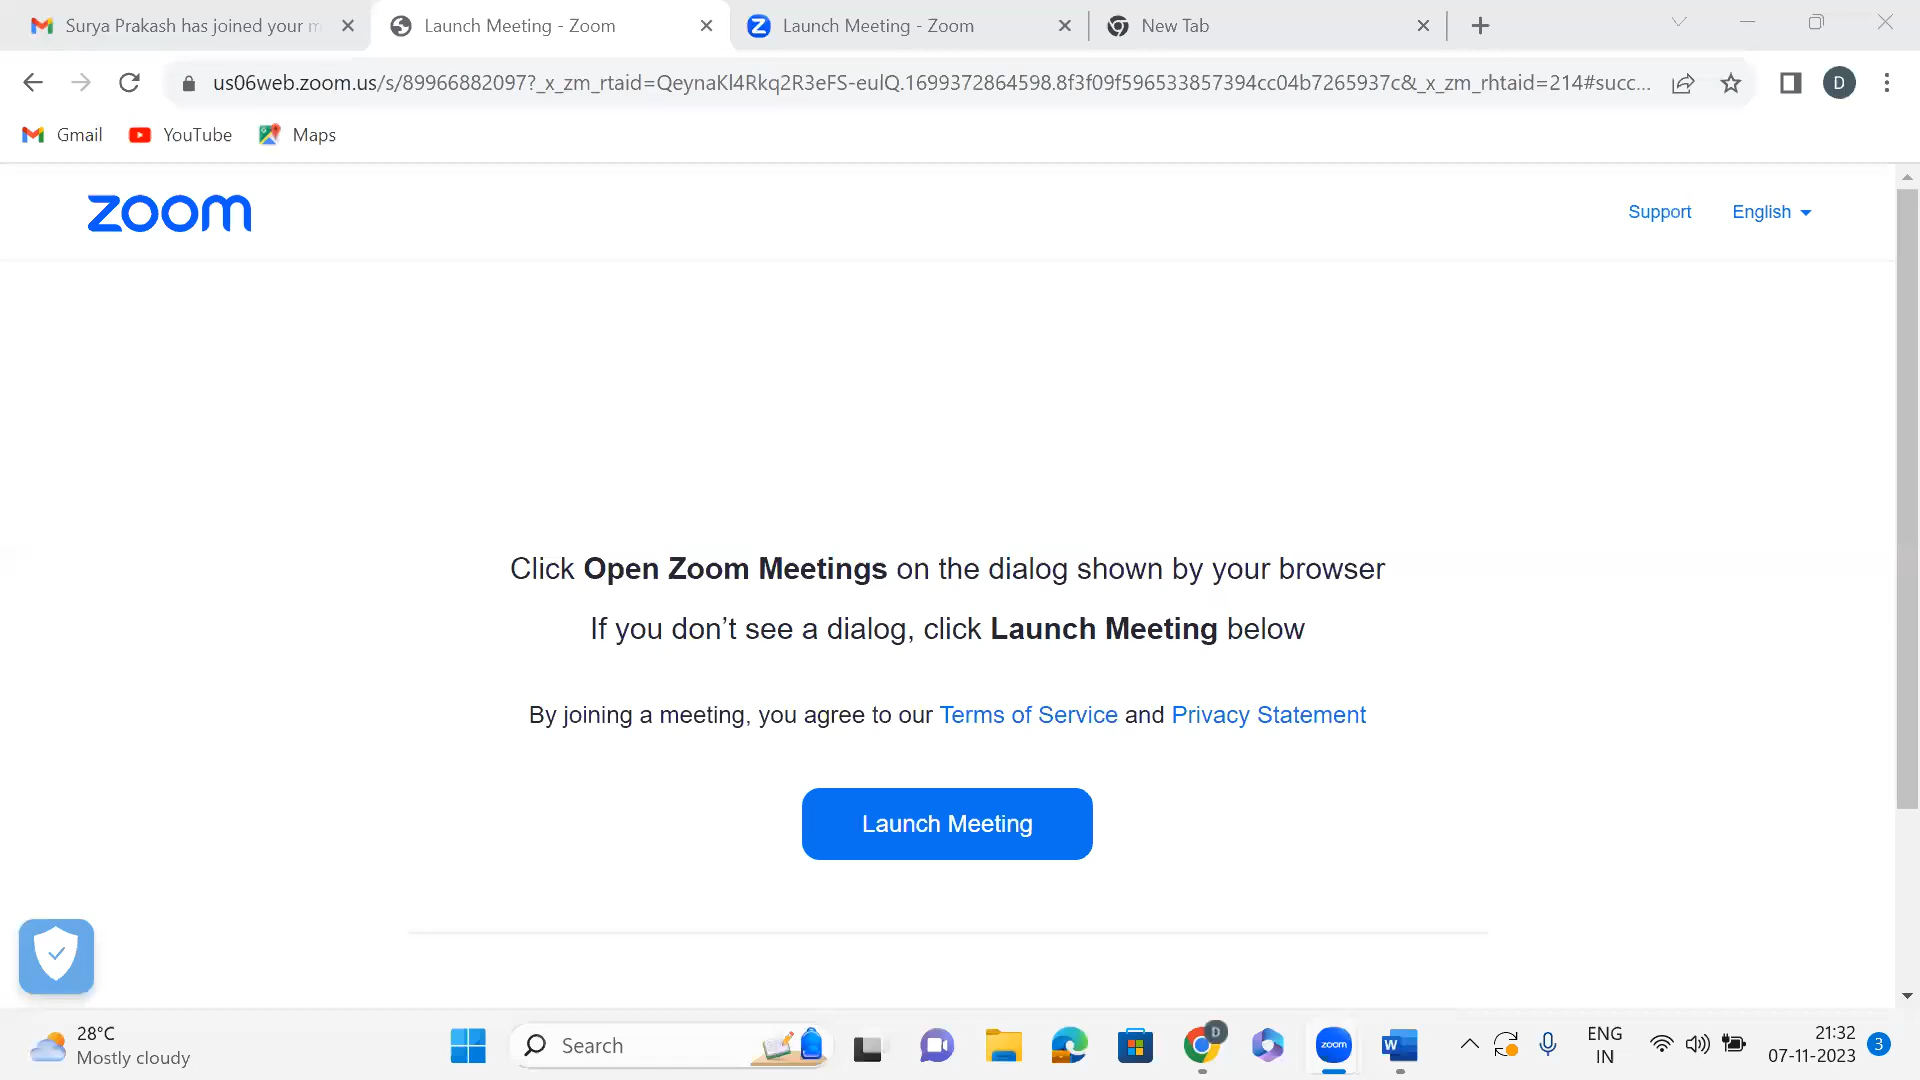 Surya Prakash has joined your m
Launch Meeting - Zoom
Launch Meeting - Zoom
New Tab
us06web.zoom.us/s/89966882097?_x_zm_rtaid=QeynaKl4Rkq2R3eFS-eulQ.1699372864598.8f3f09f596533857394cc04b7265937c&_x_zm_rhtaid=214#succ...
D
Gmail
YouTube
Maps
zoom
Support
English
Click Open Zoom Meetings on the dialog shown by your browser
If you don’t see a dialog, click Launch Meeting below
By joining a meeting, you agree to our Terms of Service and Privacy Statement
Launch Meeting
28°C
Mostly cloudy
Search
D
zoom
W
ENG
IN
21:32
07-11-2023
3